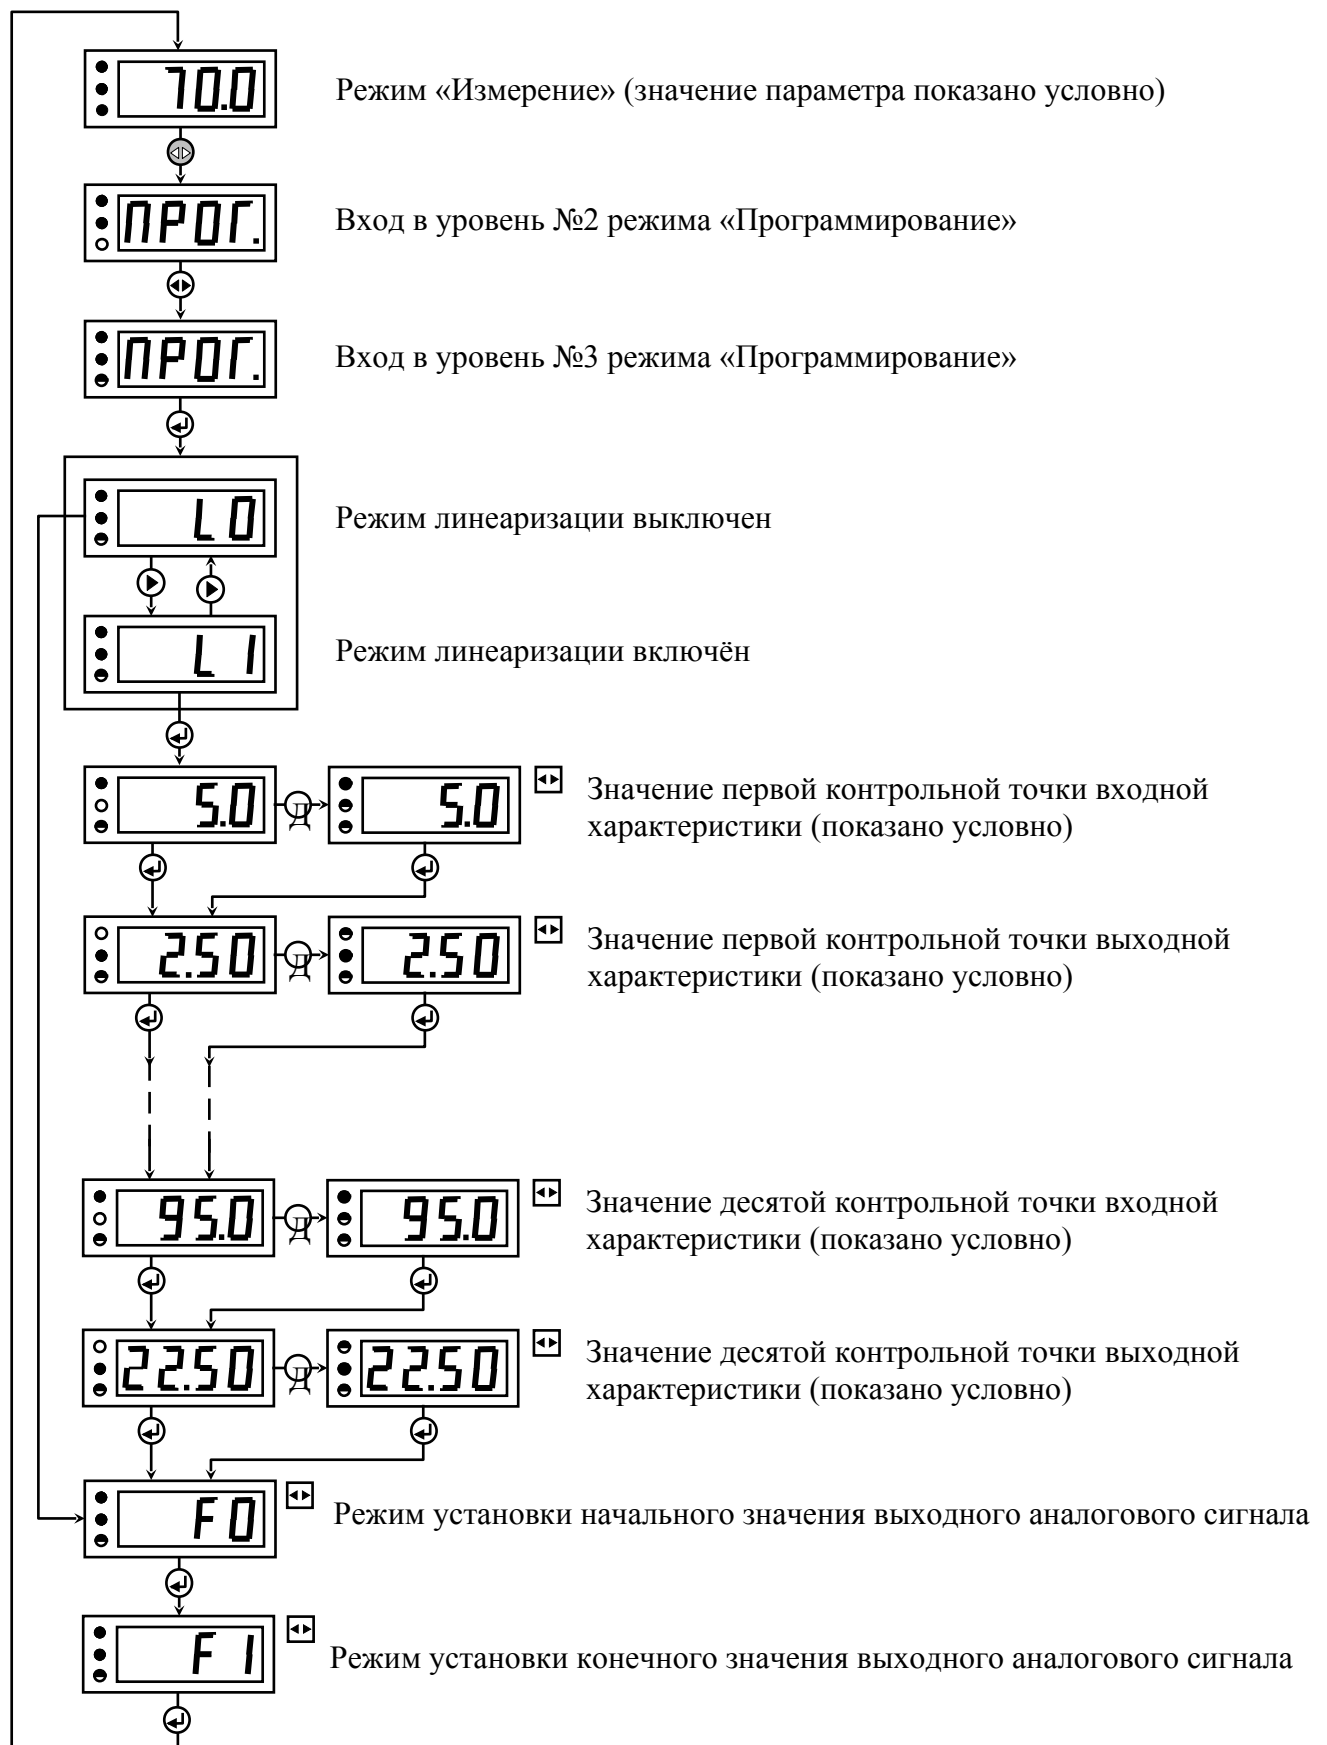 70.0
Режим «Измерение» (значение параметра показано условно)
ПРОГ.
Вход в уровень №2 режима «Программирование»
ПРОГ.
Вход в уровень №3 режима «Программирование»
L0
Режим линеаризации выключен
L1
Режим линеаризации включён
5.0
Д
5.0
Значение первой контрольной точки входной
характеристики (показано условно)
2.50
Д
2.50
Значение первой контрольной точки выходной
характеристики (показано условно)
95.0
Д
95.0
Значение десятой контрольной точки входной
характеристики (показано условно)
22.50
Д
22.50
Значение десятой контрольной точки выходной
характеристики (показано условно)
F0
Режим установки начального значения выходного аналогового сигнала
F1
Режим установки конечного значения выходного аналогового сигнала